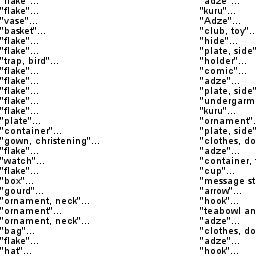 "flake"...
"adze"...
"flake"...
"kuru"...
"vase"...
"Adze"...
"basket"...
"club, toy"...
"flake"...
"hide"...
"flake"...
"plate, side"
"trap, bird"...
"holder"...
"flake"...
"comic"...
"flake"...
"adze"...
"flake"...
"plate, side"
"flake"...
"undergarm
"flake"...
"kuru"...
"plate"...
"ornament"...
"container"...
"plate, side"
"gown, christening"...
"clothes, do
"flake"...
"adze"...
"watch"...
"container,
"flake"...
"cup"...
"box"...
"message st
"gourd"...
"arrow"...
"ornament, neck"...
"hook"...
"ornament"...
"teabowl an
"ornament, neck"...
"adze"...
"bag"...
"clothes, do
"flake"...
"adze"...
"hat"...
"hook"...